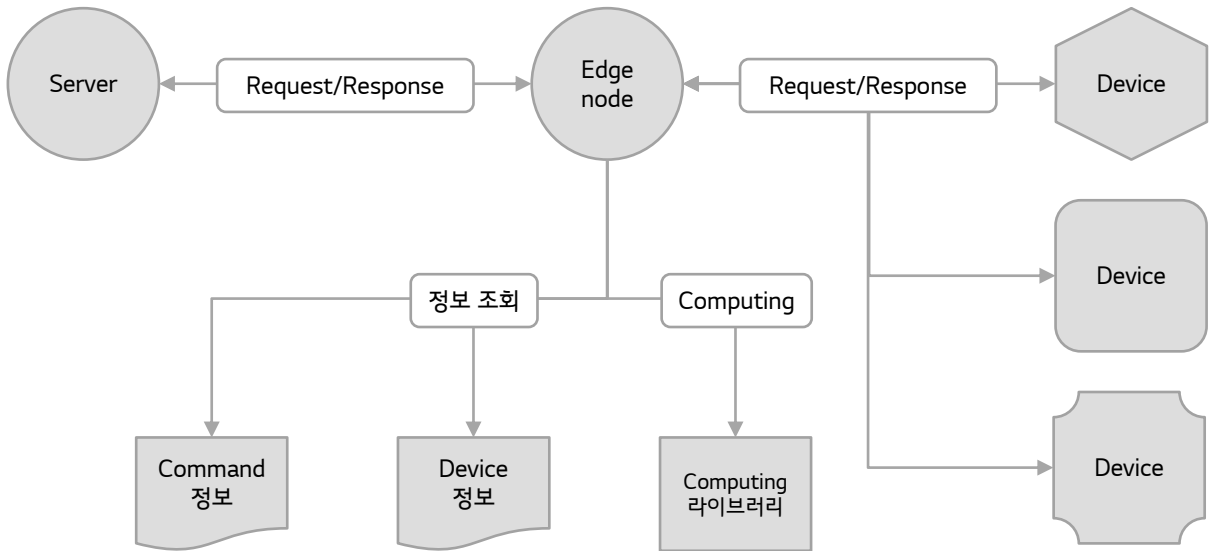 Server
Request/Response
Edge
node
Request/Response
Device
Device
정보 조회
Computing
Command
정보
Device
정보
Computing
라이브러리
Device